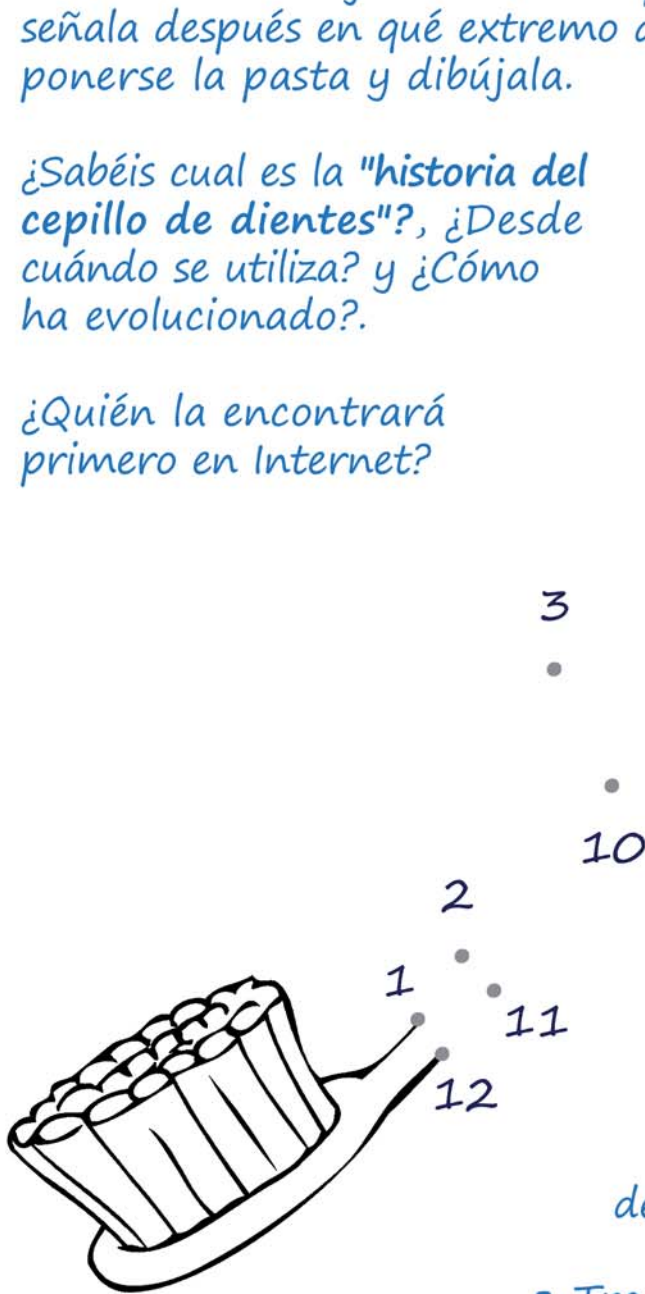 señala después en qué extremo
ponerse la pasta y dibújala.
¿Sabéis cual es la "historia del
cepillo de dientes"?, ¿Desde
cuándo se utiliza? y ¿Cómo
ha evolucionado?.
¿Quién la encontrará
primero en Internet?
3
10
2
1
11
12